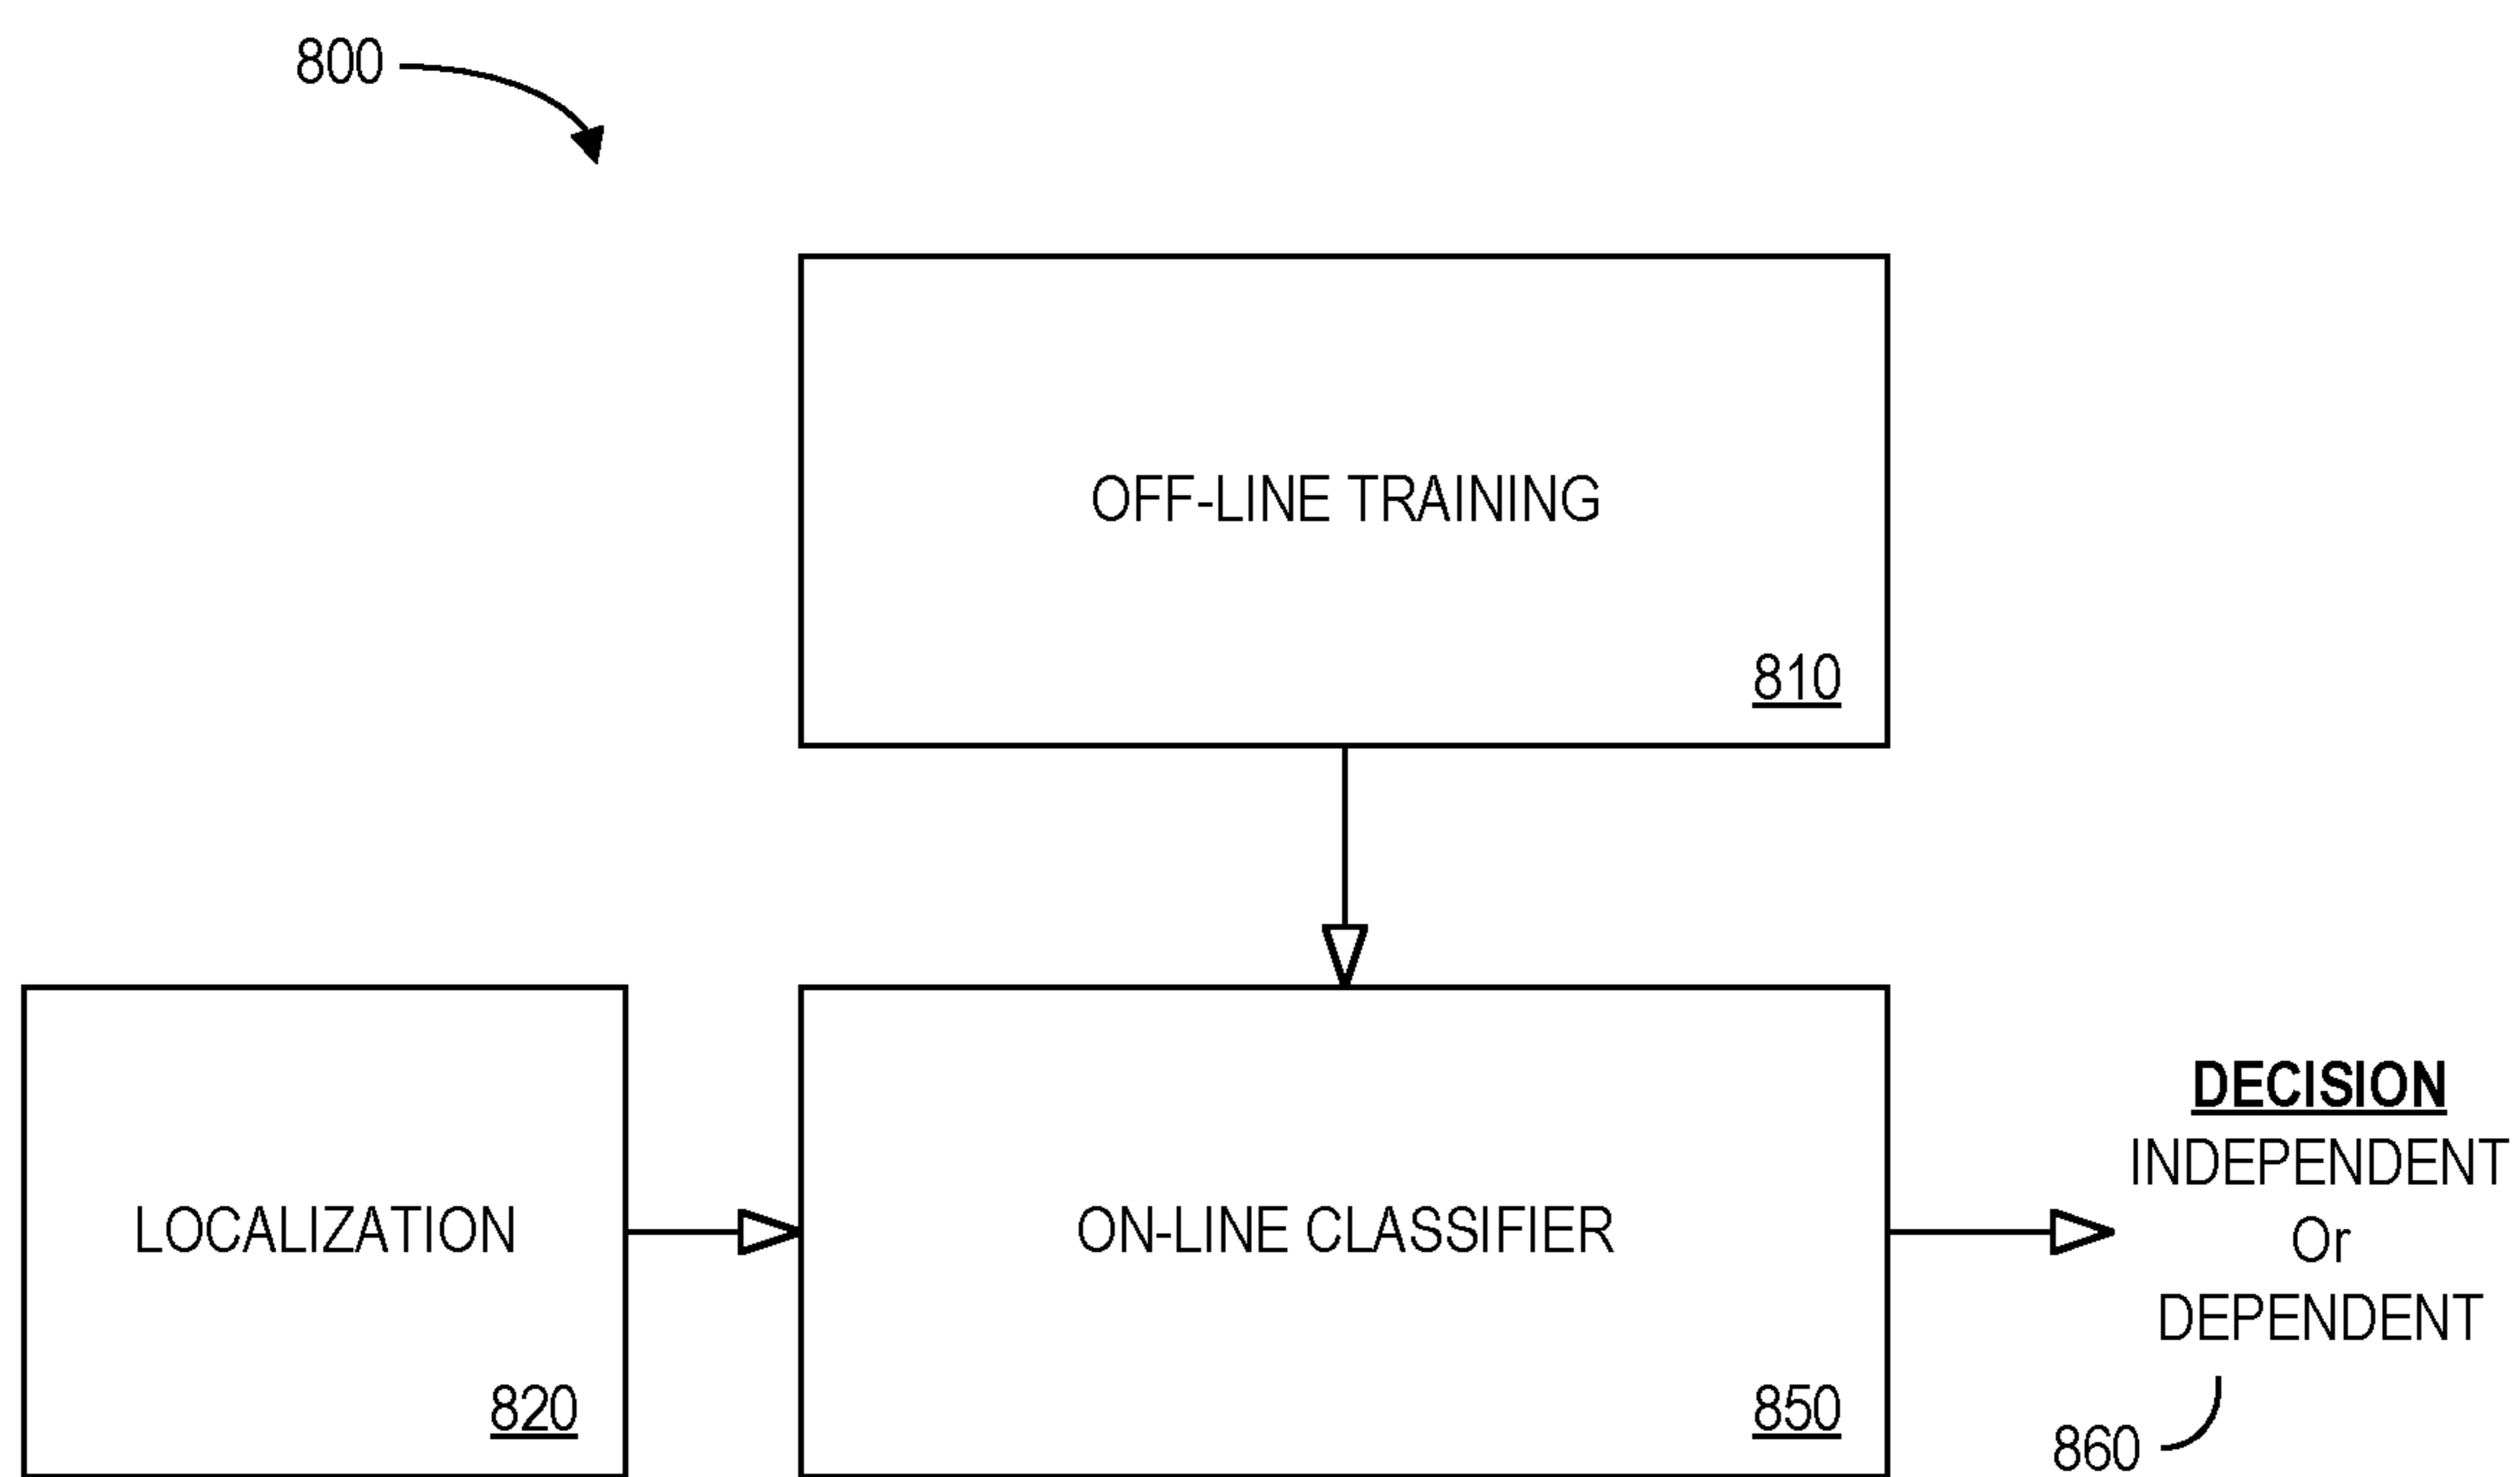 800
OFF-LINE TRAINING
810
LOCALIZATION
820
ON-LINE CLASSIFIER
850
DECISION
INDEPENDENT
Or
DEPENDENT
860